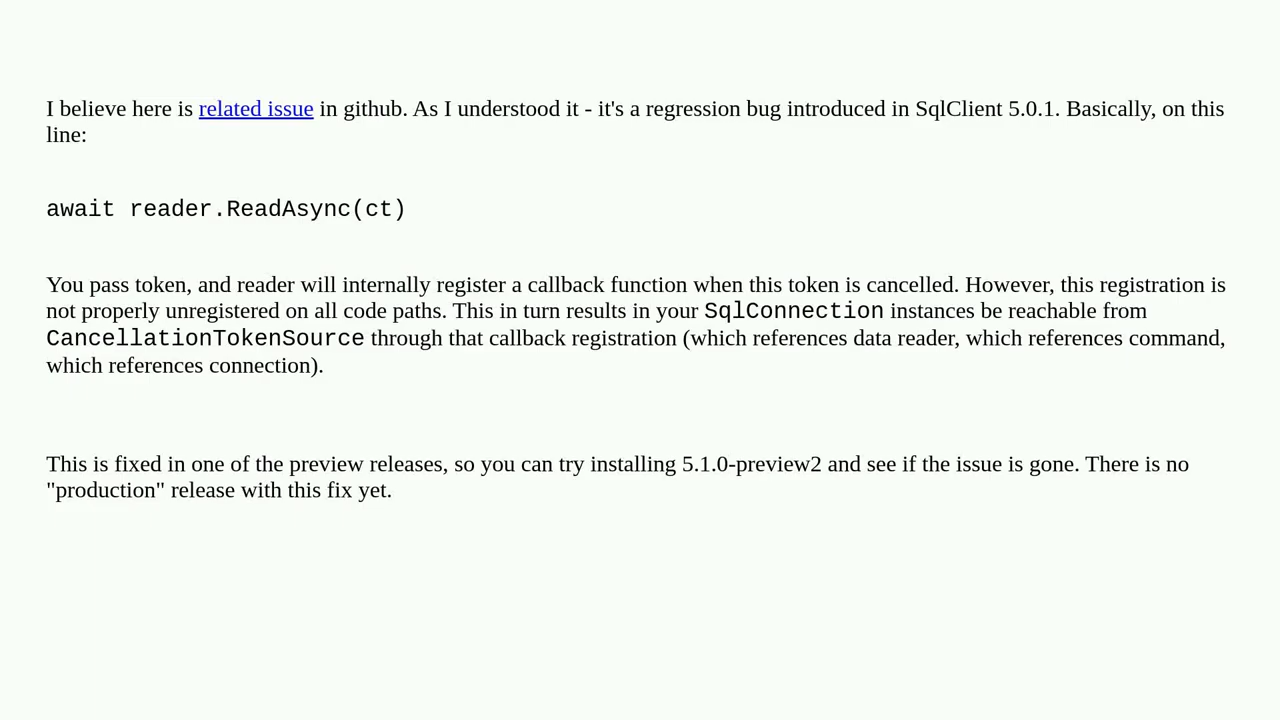 I believe here is related issue in github. As I understood it - it's a regression bug introduced in SqlClient 5.0.1. Basically, on this
line:
await reader.ReadAsync(ct)
You pass token, and reader will internally register a callback function when this token is cancelled. However, this registration is
not properly unregistered on all code paths. This in turn results in your SqlConnection instances be reachable from
CancellationTokenSource through that callback registration (which references data reader, which references command,
which references connection).
This is fixed in one of the preview releases, so you can try installing 5.1.0-preview2 and see if the issue is gone. There is no
"production" release with this fix yet.